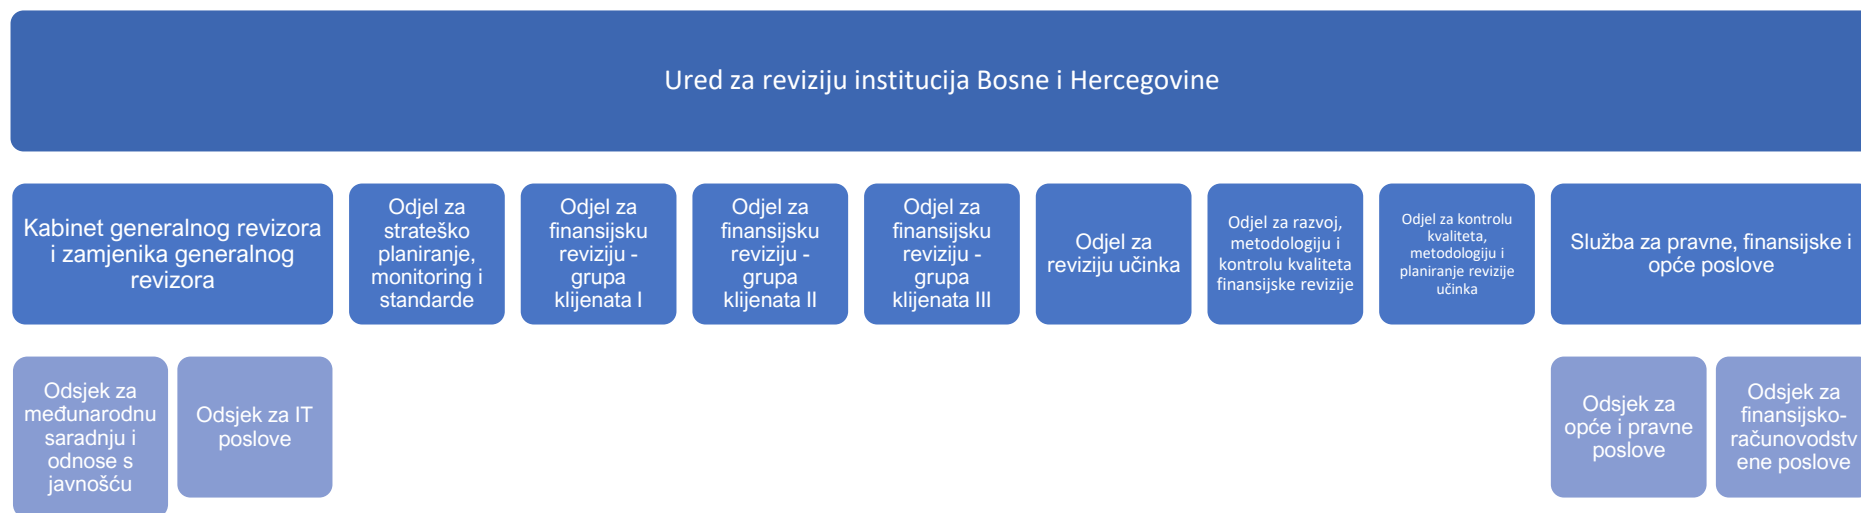 Ured za reviziju institucija Bosne i Hercegovine
Kabinet generalnog revizora
i zamjenika generalnog
revizora
Odjel za
strateško
planiranje,
monitoring i
standarde
Odjel za
finansijsku
reviziju -
grupa
klijenata I
Odjel za
finansijsku
reviziju -
grupa
klijenata II
Odjel za
finansijsku
reviziju -
grupa
klijenata III
Odjel za
reviziju učinka
Odjel za razvoj,
metodologiju i
kontrolu kvaliteta
finansijske revizije
Odjel za kontrolu
kvaliteta,
metodologiju i
planiranje revizije
učinka
Služba za pravne, finansijske i
opće poslove
Odsjek za
međunarodnu
saradnju i
odnose s
javnošću
Odsjek za IT
poslove
Odsjek za
opće i pravne
poslove
Odsjek za
finansijsko-
računovodstv
ene poslove